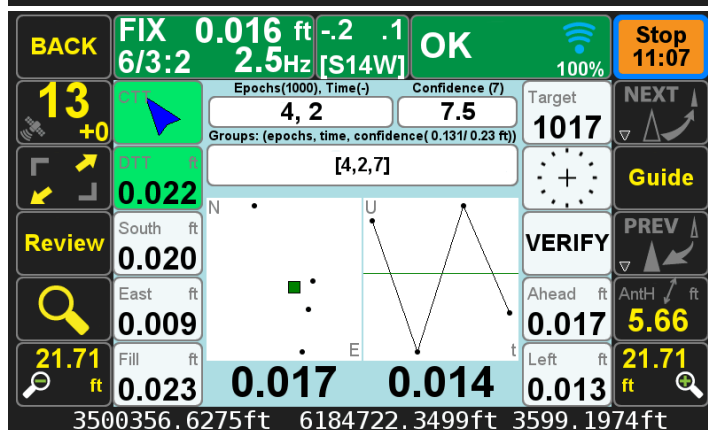 BACK
FIX 0.016 ft
6/3:2 2.5Hz
-.2 .1
[S14W]
OK
100%
Stop
11:07
13
+0
CTT
Epochs(1000), Time(-)
4, 2
Confidence (7)
7.5
Target
1017
NEXT
Groups: (epochs, time, confidence( 0.131/ 0.23 ft))
[4,2,7]
DTT ft
0.022
Guide
Review
South ft
0.020
N
E
U
t
VERIFY
PREV
East ft
0.009
Ahead ft
0.017
AntH ft
5.66
21.71
ft
Fill ft
0.023
0.017
0.014
Left ft
0.013
21.71
ft
3500356.6275ft 6184722.3499ft 3599.1974ft